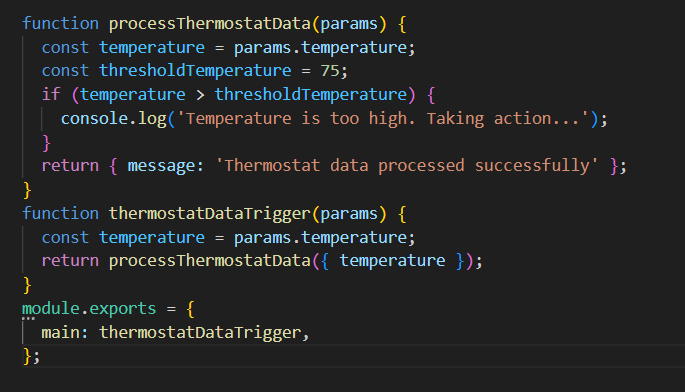 function processThermostatData(params) {
  const temperature = params.temperature;
  const thresholdTemperature = 75;
  if (temperature > thresholdTemperature) {
    console.log('Temperature is too high. Taking action...');
  }
  return { message: 'Thermostat data processed successfully' };
}
function thermostatDataTrigger(params) {
  const temperature = params.temperature;
  return processThermostatData({ temperature });
}
module.exports = {
  main: thermostatDataTrigger,
};